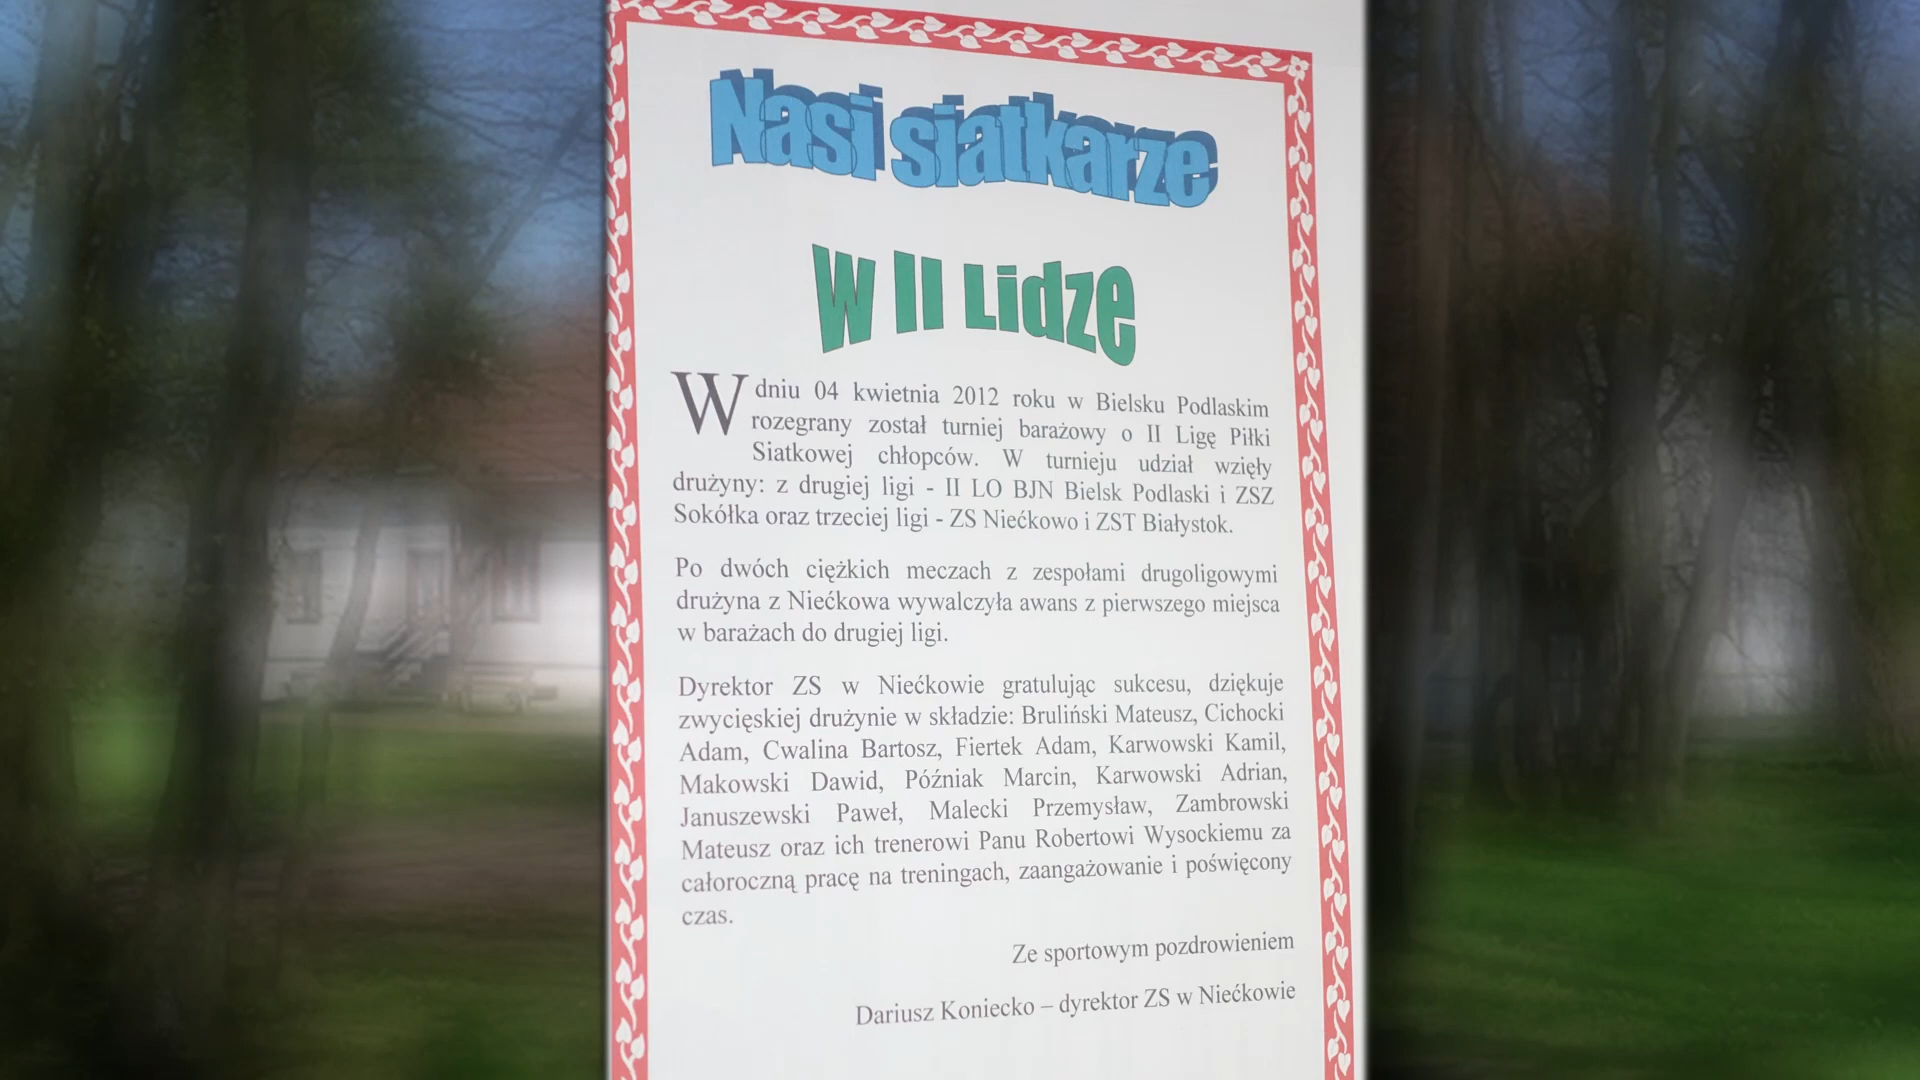 Nasi siatkarze
W II Lidze
W dniu 04 kwietnia 2012 roku w Bielsku Podlaskim
rozegrany został turniej barażowy o II Ligę Piłki
Siatkowej chłopców. W turnieju udział wzięły
drużyny: z drugiej ligi - II LO BJN Bielsk Podlaski i ZSZ
Sokółka oraz trzeciej ligi - ZS Niećkowo i ZST Białystok.
Po dwóch ciężkich meczach z zespołami drugoligowymi
drużyna z Niećkowa wywalczyła awans z pierwszego miejsca
w barażach do drugiej ligi.
Dyrektor ZS w Niećkowie gratulując sukcesu, dziękuje
zwycięskiej drużynie w składzie: Bruliński Mateusz, Cichocki
Adam, Cwalina Bartosz, Fiertek Adam, Karwowski Kamil,
Makowski Dawid, Późniak Marcin, Karwowski Adrian,
Januszewski Paweł, Malecki Przemysław, Zambrowski
Mateusz oraz ich trenerowi Panu Robertowi Wysockiemu za
całoroczną pracę na treningach, zaangażowanie i poświęcony
czas.
Ze sportowym pozdrowieniem
Dariusz Koniecko – dyrektor ZS w Niećkowie